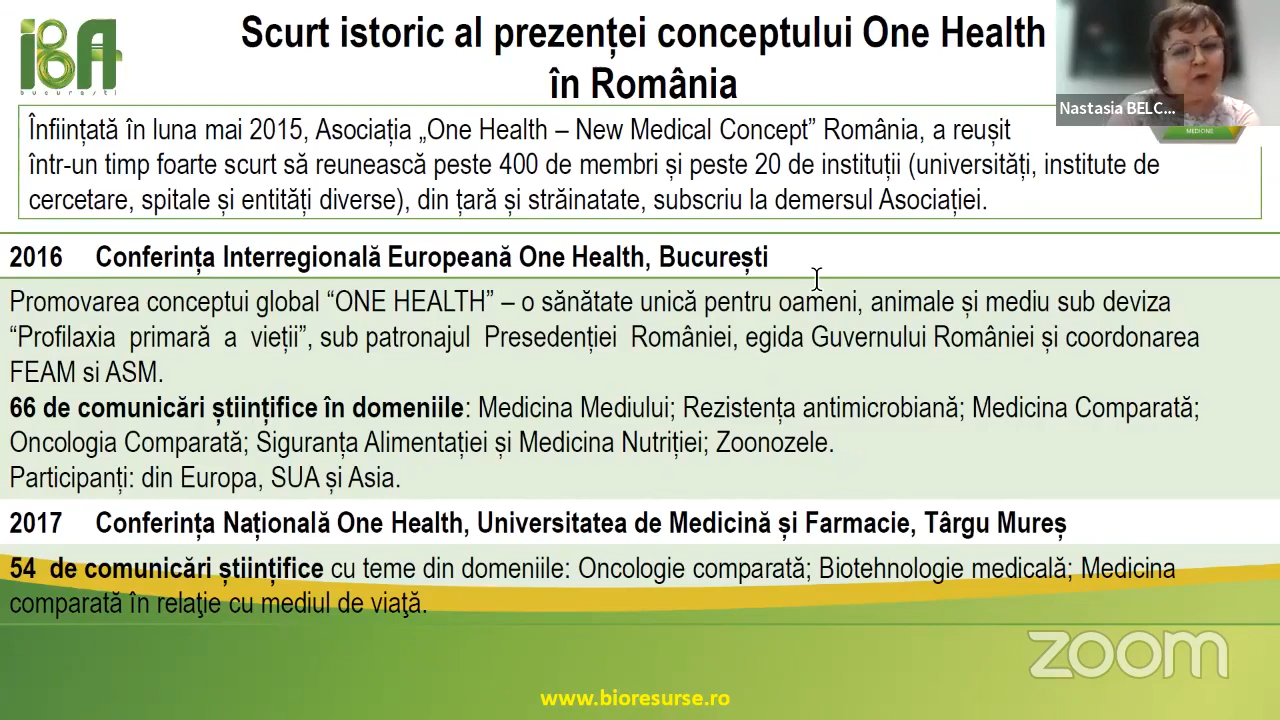 IBA
bucurești
Scurt istoric al prezenței conceptului One Health
în România
Nastasia BELC...
MEDICINE
Înființată în luna mai 2015, Asociația „One Health – New Medical Concept” România, a reușit
într-un timp foarte scurt să reunească peste 400 de membri și peste 20 de instituții (universități, institute de
cercetare, spitale și entități diverse), din țară și străinatate, subscriu la demersul Asociației.
2016 Conferința Interregională Europeană One Health, București
Promovarea conceptui global “ONE HEALTH” – o sănătate unică pentru oameni, animale și mediu sub deviza
“Profilaxia primară a vieții”, sub patronajul Presedenției României, egida Guvernului României și coordonarea
FEAM si ASM.
66 de comunicări științifice în domeniile: Medicina Mediului; Rezistența antimicrobiană; Medicina Comparată;
Oncologia Comparată; Siguranța Alimentației și Medicina Nutriției; Zoonozele.
Participanți: din Europa, SUA și Asia.
2017 Conferința Națională One Health, Universitatea de Medicină și Farmacie, Târgu Mureș
54 de comunicări științifice cu teme din domeniile: Oncologie comparată; Biotehnologie medicală; Medicina
comparată în relaţie cu mediul de viaţă.
zoom
www.bioresurse.ro